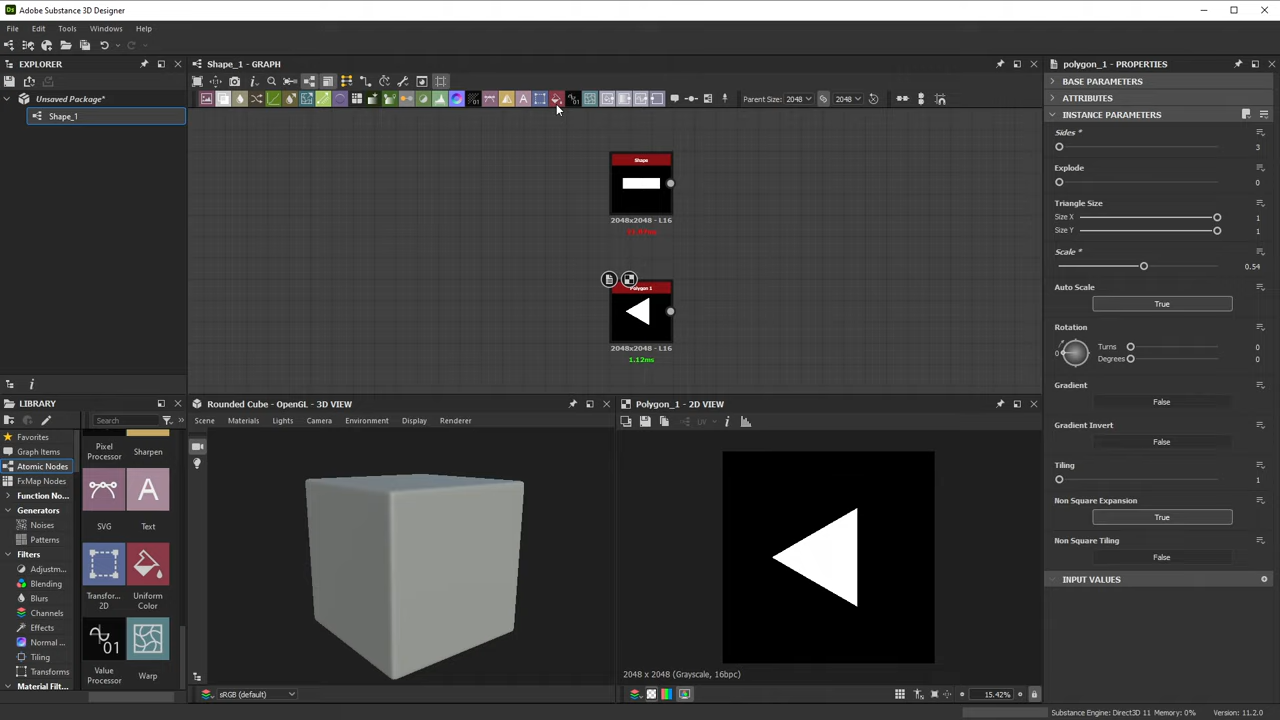 Adobe Substance 3D Designer
File Edit Tools Windows Help
EXPLORER
Unsaved Package*
Shape_1
Shape_1 - GRAPH
Parent Size: 2048 2048
Shape
2048x2048 - L16
Polygon 1
2048x2048 - L16
1.12ms
LIBRARY
Search
Favorites
Graph Items
Atomic Nodes
FxMap Nodes
Function No...
Generators
Noises
Patterns
Filters
Adjustm...
Blending
Blurs
Channels
Effects
Normal ...
Tiling
Transforms
Material Filt...
Pixel Processor
Sharpen
A
SVG
Text
Transfor... 2D
Uniform Color
01
Value Processor
Warp
Rounded Cube - OpenGL - 3D VIEW
Scene Materials Lights Camera Environment Display Renderer
sRGB (default)
Polygon_1 - 2D VIEW
UV
2048 x 2048 (Grayscale, 16bpc)
15.42%
polygon_1 - PROPERTIES
BASE PARAMETERS
ATTRIBUTES
INSTANCE PARAMETERS
Sides *
3
Explode
0
Triangle Size
Size X 1
Size Y 1
Scale *
0.54
Auto Scale
True
Rotation
0 Turns 0
Degrees 0
Gradient
False
Gradient Invert
False
Tiling
1
Non Square Expansion
True
Non Square Tiling
False
INPUT VALUES
Substance Engine: Direct3D 11 Memory: 0% Version: 11.2.0